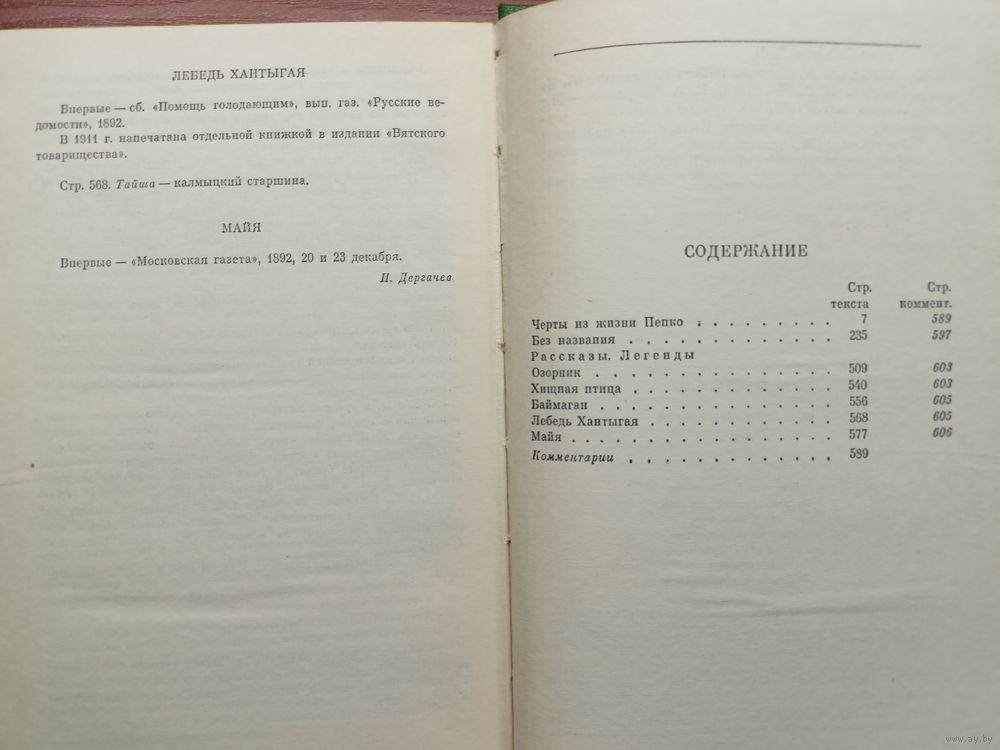 ЛЕБЕДЬ ХАНТЫГАЯ
Впервые — сб. «Помощь голодающим», вып. газ. «Русские ве-
домости», 1892.
В 1911 г. напечатана отдельной книжкой в издании «Вятского
товарищества».
Стр. 568. Тайша — калмыцкий старшина.
МАЙЯ
Впервые — «Московская газета», 1892, 20 и 23 декабря.
И. Дергачев
СОДЕРЖАНИЕ
Стр. Стр.
текста коммент.
Черты из жизни Пепко . . . . . . . . . 7 589
Без названия . . . . . . . . . . . . . 235 597
Рассказы. Легенды
Озорник . . . . . . . . . . . . . . . 509 603
Хищная птица . . . . . . . . . . . . . 540 603
Баймаган . . . . . . . . . . . . . . . 556 605
Лебедь Хантыгая . . . . . . . . . . . . 568 605
Майя . . . . . . . . . . . . . . . . . 577 606
Комментарии . . . . . . . . . . . . . 589
www.ay.by